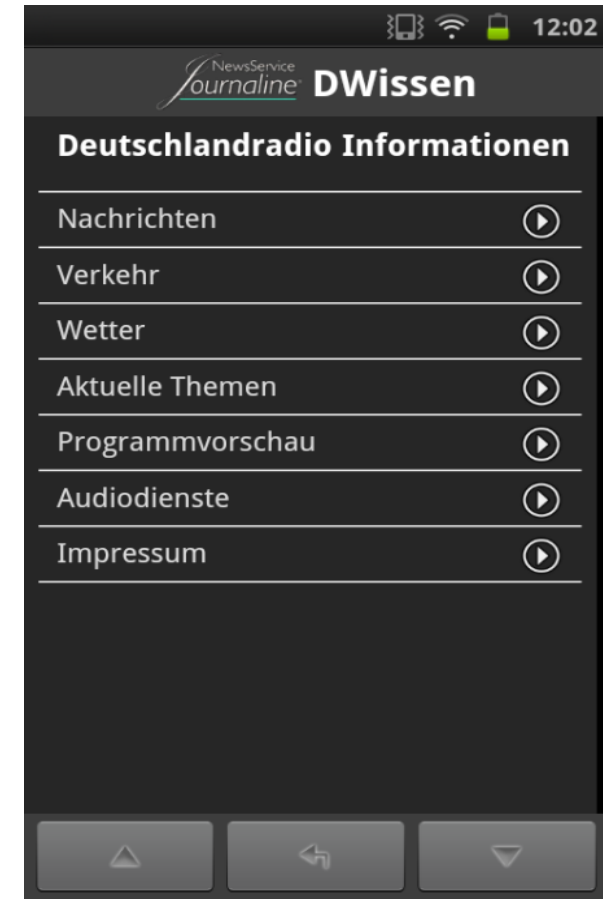 12:02
NewsService
Journaline DWissen
Deutschlandradio Informationen
Nachrichten
Verkehr
Wetter
Aktuelle Themen
Programmvorschau
Audiodienste
Impressum